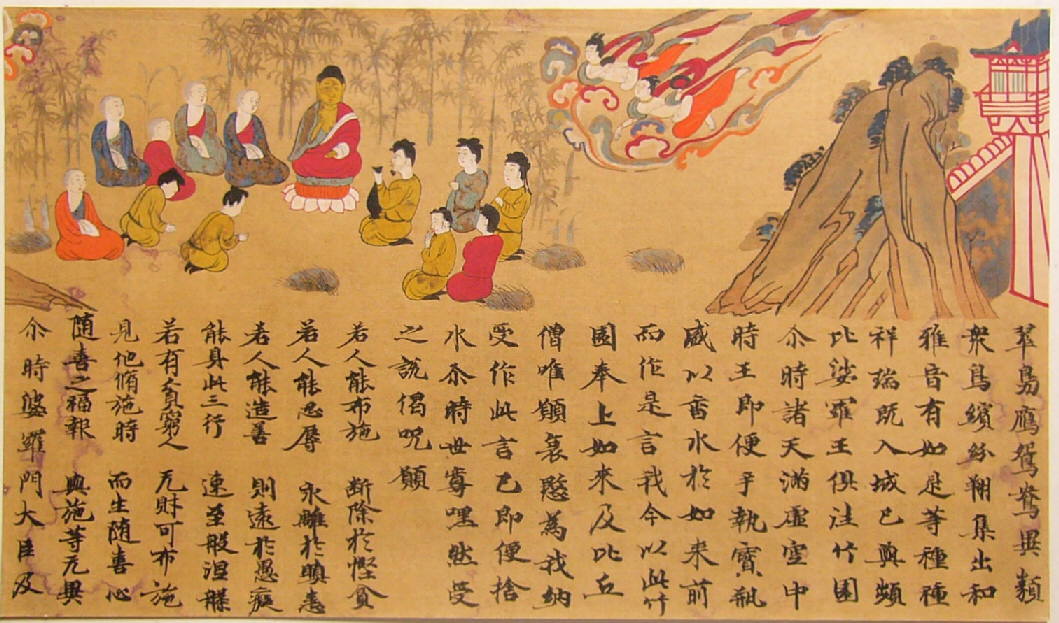 翠鳧鴈鴛鴦異類
衆鳥繽紛翔集出和
雅音有如是等種種
祥瑞既入城已與頻
比娑羅王俱往竹園
尒時諸天滿虛空中
時王即便手執寶瓶
盛以香水於如來前
而作是言我今以此竹
園奉上如來及比丘
僧唯願哀愍為我納
受作此言已即便捨
水尒時世尊嘿然受
之說偈呪願
若人能布施 断除於慳貪
若人能忍辱 永離於瞋恚
若人能造善 則遠於愚癡
能具此三行 速至般涅槃
若有貧窮人 无財可布施
見他脩施時 而生随喜心
随喜之福報 與施等无異
尒時婆羅門大臣及